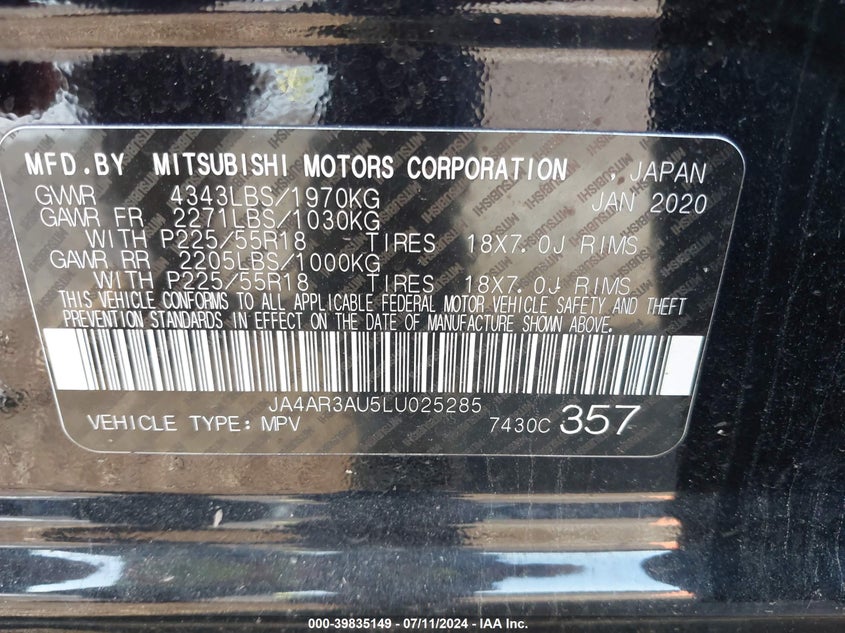 MFD.BY MITSUBISHI MOTORS CORPORATION , JAPAN
GVWR 4343LBS/1970KG JAN 2020
GAWR FR 2271LBS/1030KG
WITH P225/55R18 TIRES 18X7.0J RIMS
GAWR RR 2205LBS/1000KG
WITH P225/55R18 TIRES 18X7.0J RIMS
THIS VEHICLE CONFORMS TO ALL APPLICABLE FEDERAL MOTOR VEHICLE SAFETY AND THEFT
PREVENTION STANDARDS IN EFFECT ON THE DATE OF MANUFACTURE SHOWN ABOVE.
JA4AR3AU5LU025285
VEHICLE TYPE: MPV 7430C 357
000-39835149 - 07/11/2024 - IAA Inc.